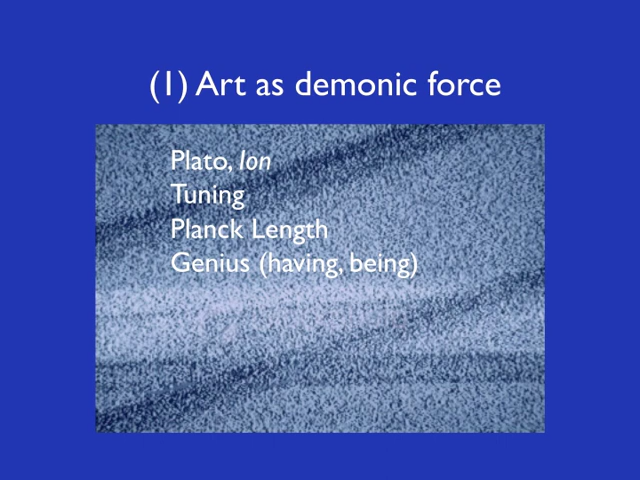 (1) Art as demonic force
Plato, Ion
Tuning
Planck Length
Genius (having, being)